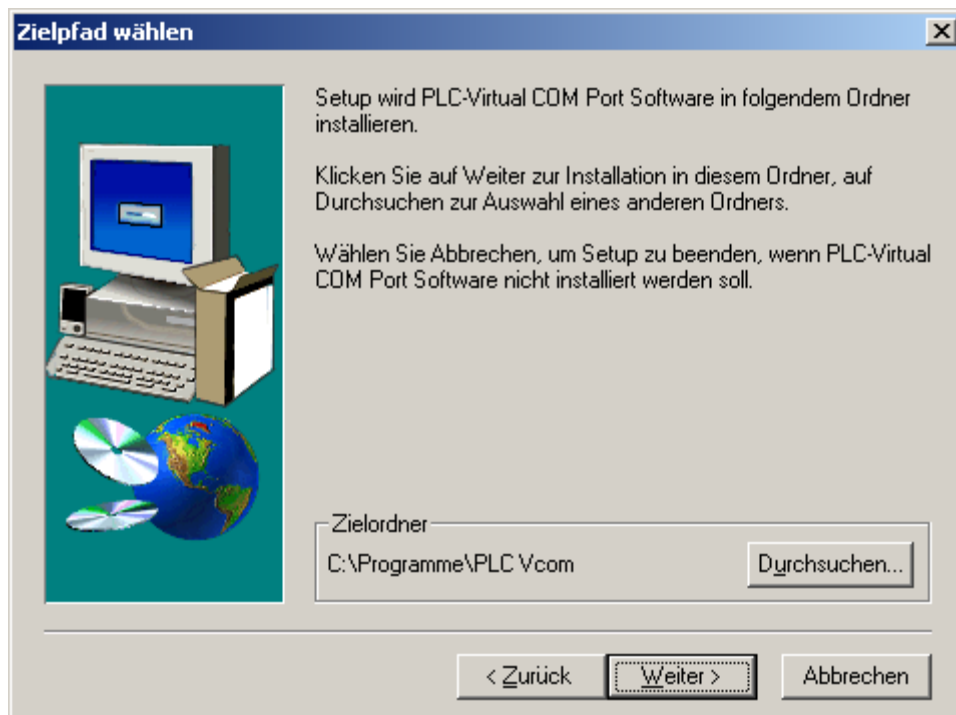 Zielpfad wählen
Setup wird PLC-Virtual COM Port Software in folgendem Ordner
installieren.
Klicken Sie auf Weiter zur Installation in diesem Ordner, auf
Durchsuchen zur Auswahl eines anderen Ordners.
Wählen Sie Abbrechen, um Setup zu beenden, wenn PLC-Virtual
COM Port Software nicht installiert werden soll.
Zielordner
C:\Programme\PLC Vcom
Durchsuchen...
< Zurück
Weiter >
Abbrechen